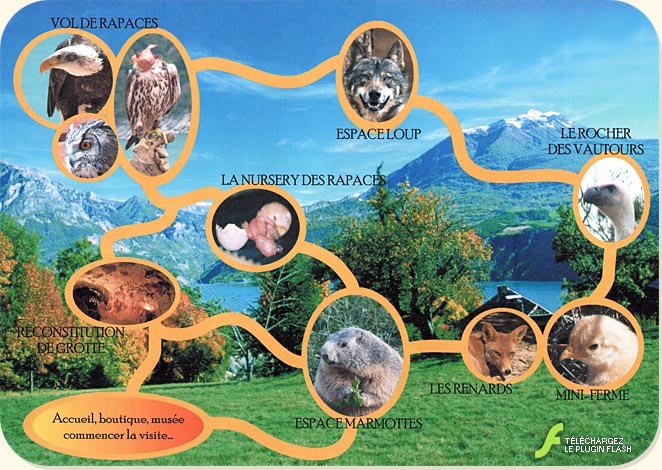 VOL DE RAPACES
ESPACE LOUP
LE ROCHER
DES VAUTOURS
LA NURSERY DES RAPACES
RECONSTITUTION
DE GROTTE
LES RENARDS
MINI-FERME
ESPACE MARMOTTES
Accueil, boutique, musée
commencer la visite...
TÉLÉCHARGEZ
LE PLUGIN FLASH